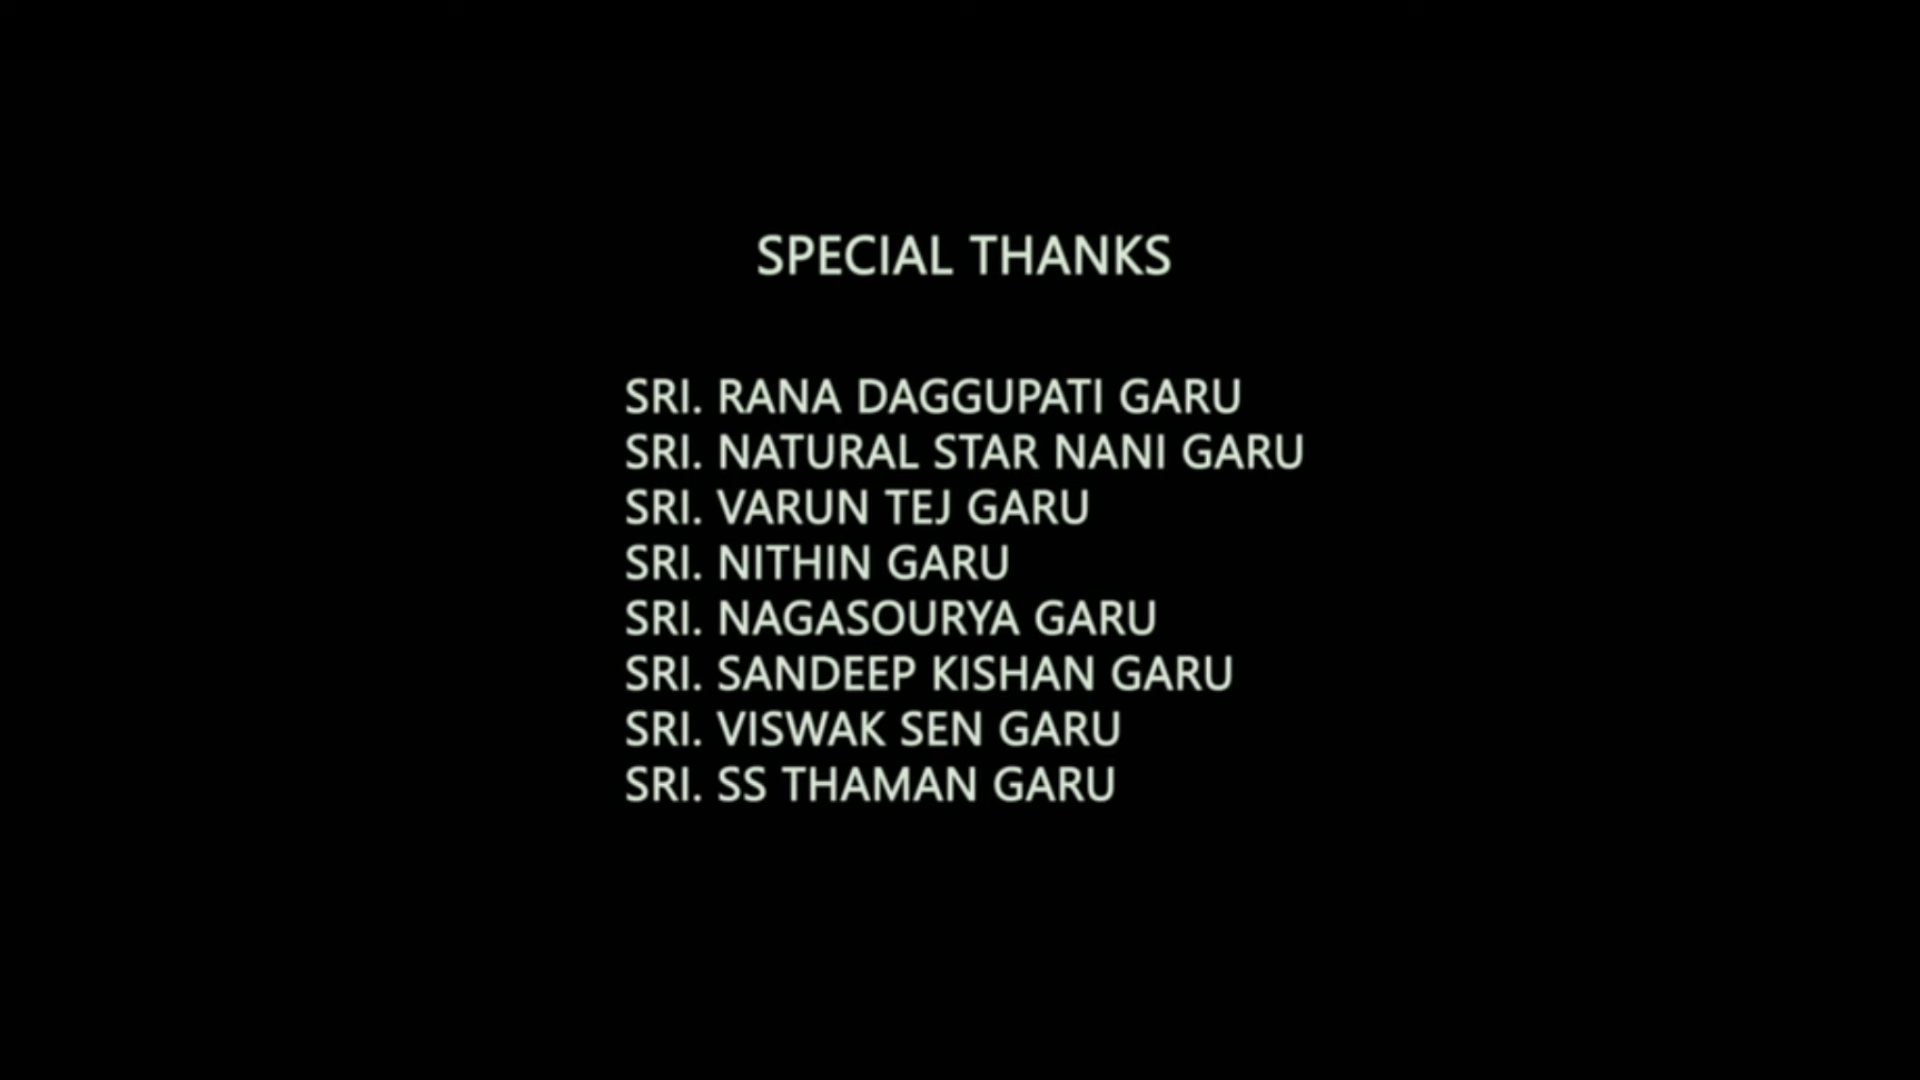 SPECIAL THANKS
SRI. RANA DAGGUPATI GARU
SRI. NATURAL STAR NANI GARU
SRI. VARUN TEJ GARU
SRI. NITHIN GARU
SRI. NAGASOURYA GARU
SRI. SANDEEP KISHAN GARU
SRI. VISWAK SEN GARU
SRI. SS THAMAN GARU